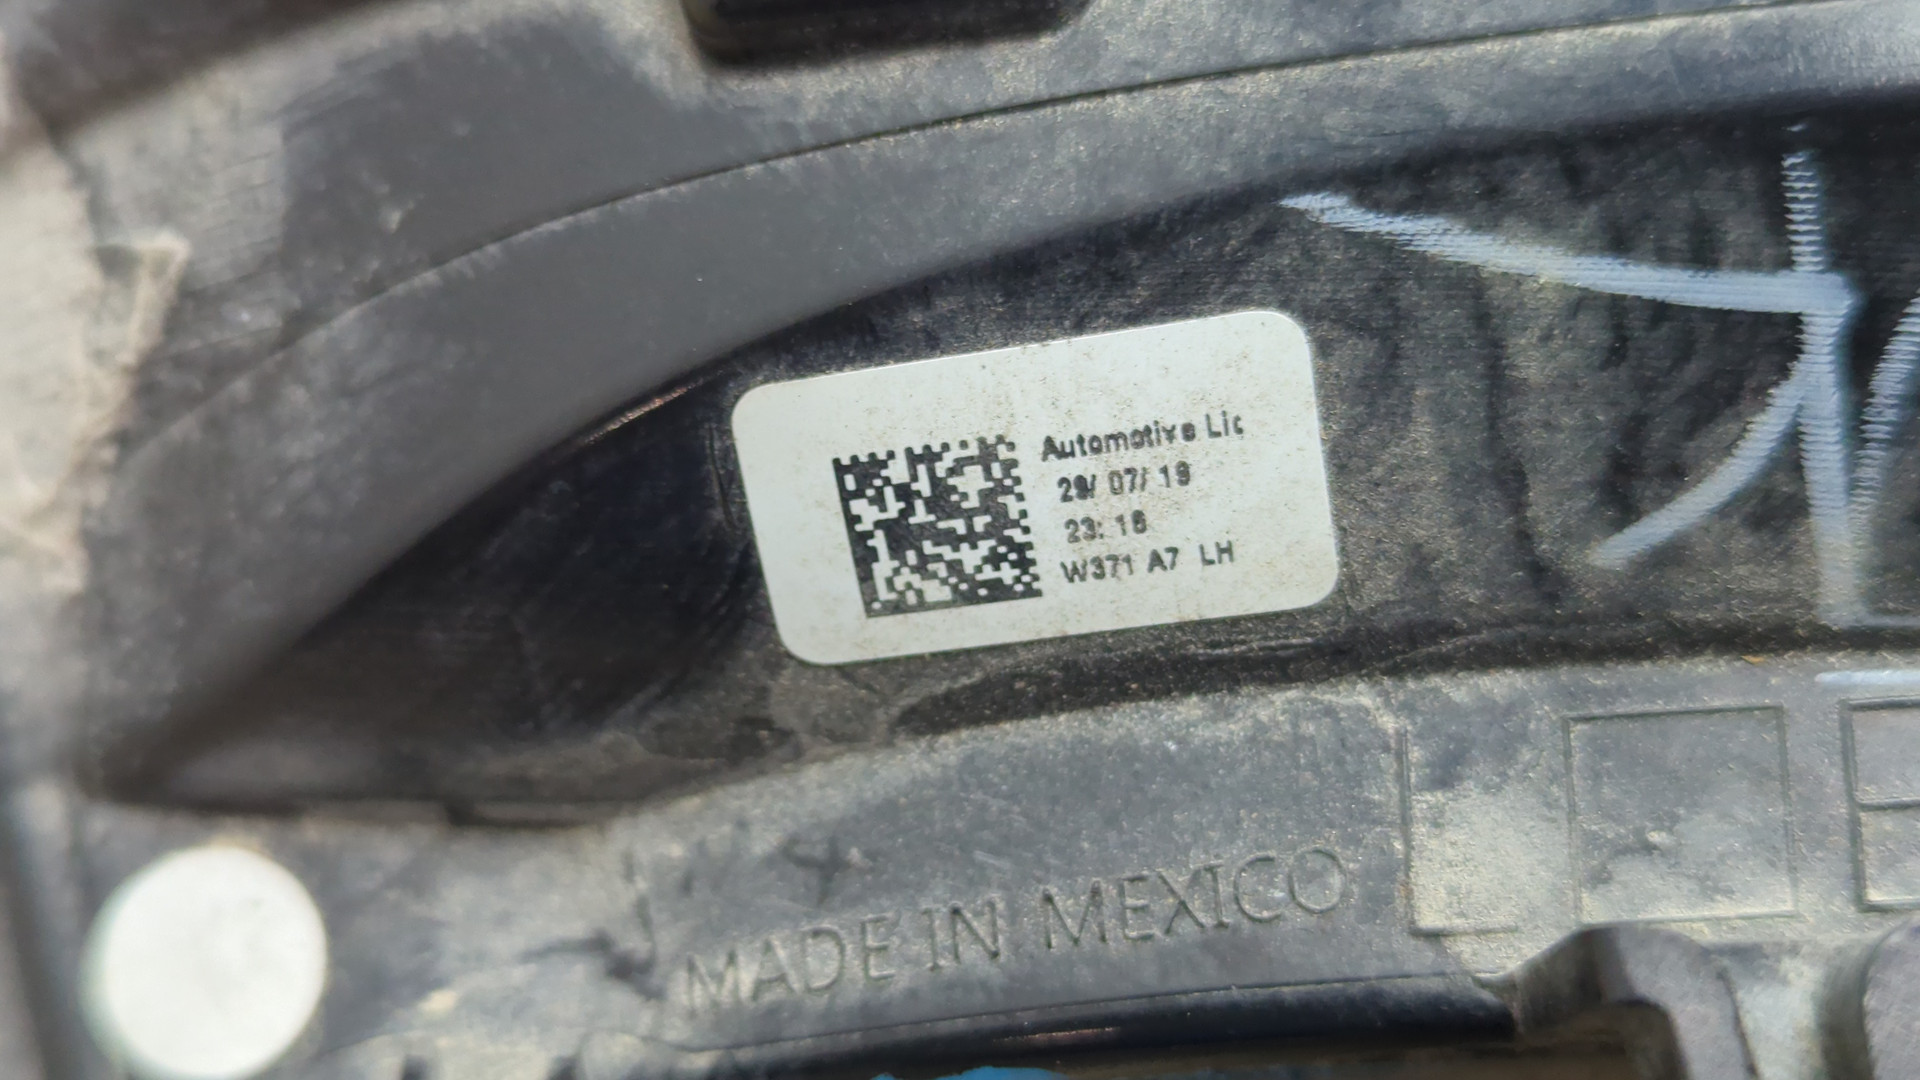 Automotive Lic
29/ 07/ 19
23: 16
W371 A7 LH
MADE IN MEXICO